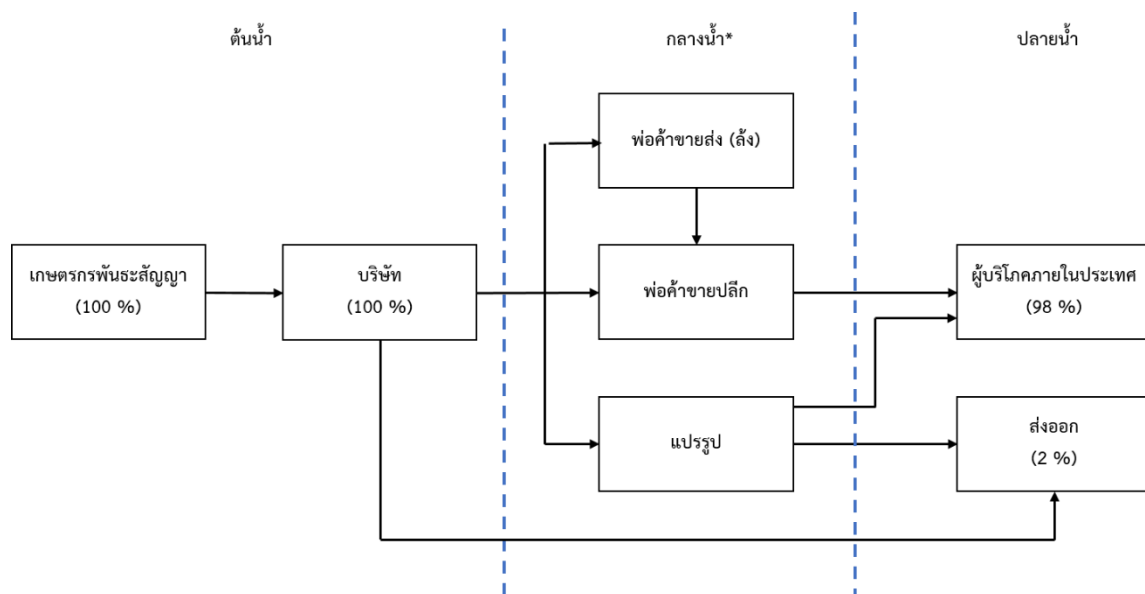 ต้นน้ำ
กลางน้ำ*
ปลายน้ำ
พ่อค้าขายส่ง (ล้ง)
เกษตรกรพันธะสัญญา
(100 %)
บริษัท
(100 %)
พ่อค้าขายปลีก
ผู้บริโภคภายในประเทศ
(98 %)
แปรรูป
ส่งออก
(2 %)